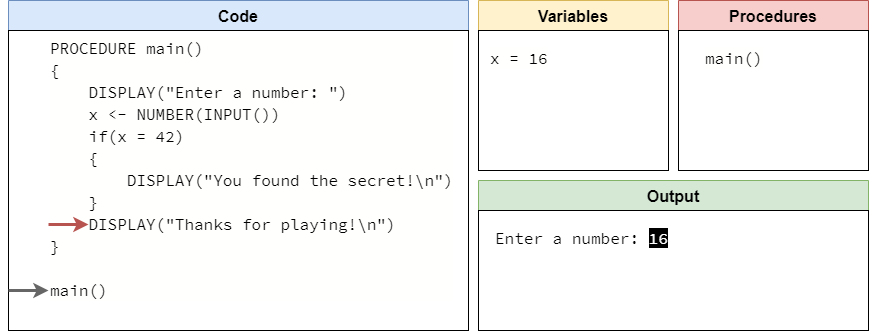 Code
PROCEDURE main()
{
    DISPLAY("Enter a number: ")
    x <- NUMBER(INPUT())
    if(x = 42)
    {
        DISPLAY("You found the secret!\n")
    }
    DISPLAY("Thanks for playing!\n")
}
main()
Variables
x = 16
Procedures
main()
Output
Enter a number: 16